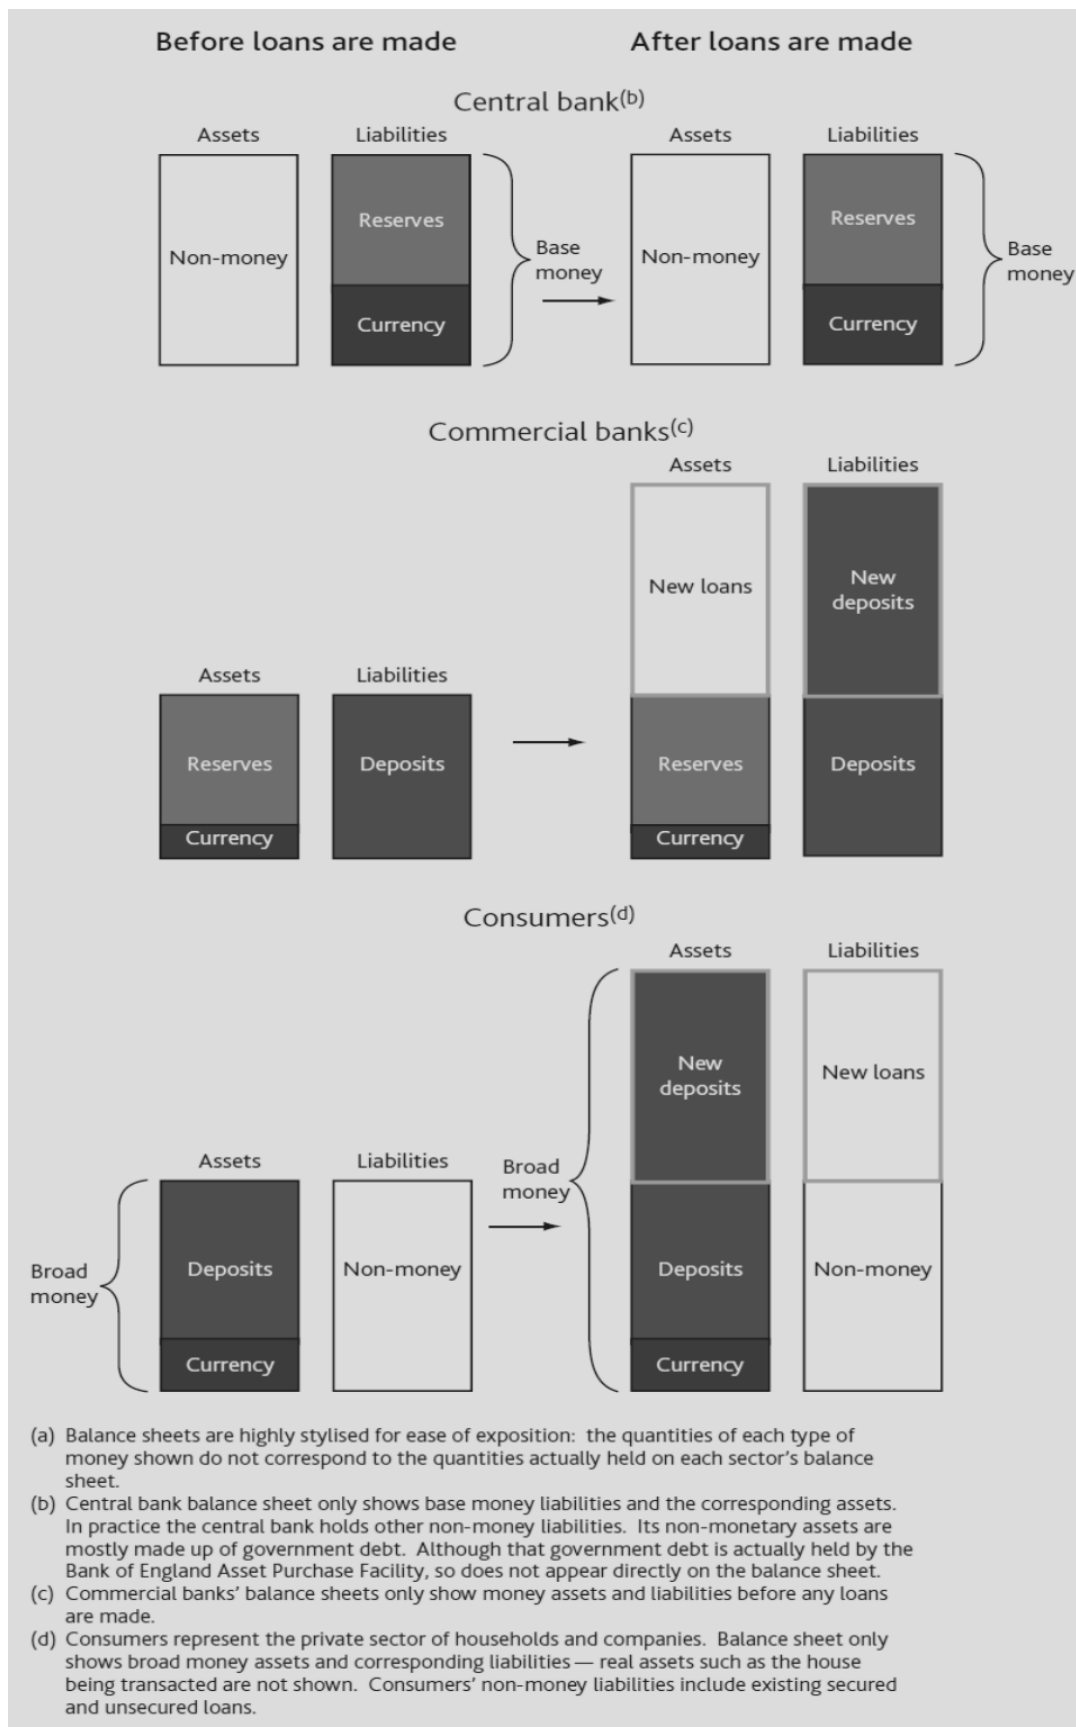 Before loans are made
After loans are made
Central bank(b)
Assets
Liabilities
Assets
Liabilities
Non-money
Reserves
Currency
Base
money
Non-money
Reserves
Currency
Base
money
Commercial banks(c)
Assets
Liabilities
New loans
New
deposits
Assets
Liabilities
Reserves
Currency
Deposits
Reserves
Currency
Deposits
Consumers(d)
Assets
Liabilities
New
deposits
New loans
Assets
Liabilities
Broad
money
Broad
money
Deposits
Currency
Non-money
Deposits
Currency
Non-money
(a) Balance sheets are highly stylised for ease of exposition: the quantities of each type of
money shown do not correspond to the quantities actually held on each sector's balance
sheet.
(b) Central bank balance sheet only shows base money liabilities and the corresponding assets.
In practice the central bank holds other non-money liabilities. Its non-monetary assets are
mostly made up of government debt. Although that government debt is actually held by the
Bank of England Asset Purchase Facility, so does not appear directly on the balance sheet.
(c) Commercial banks' balance sheets only show money assets and liabilities before any loans
are made.
(d) Consumers represent the private sector of households and companies. Balance sheet only
shows broad money assets and corresponding liabilities — real assets such as the house
being transacted are not shown. Consumers' non-money liabilities include existing secured
and unsecured loans.